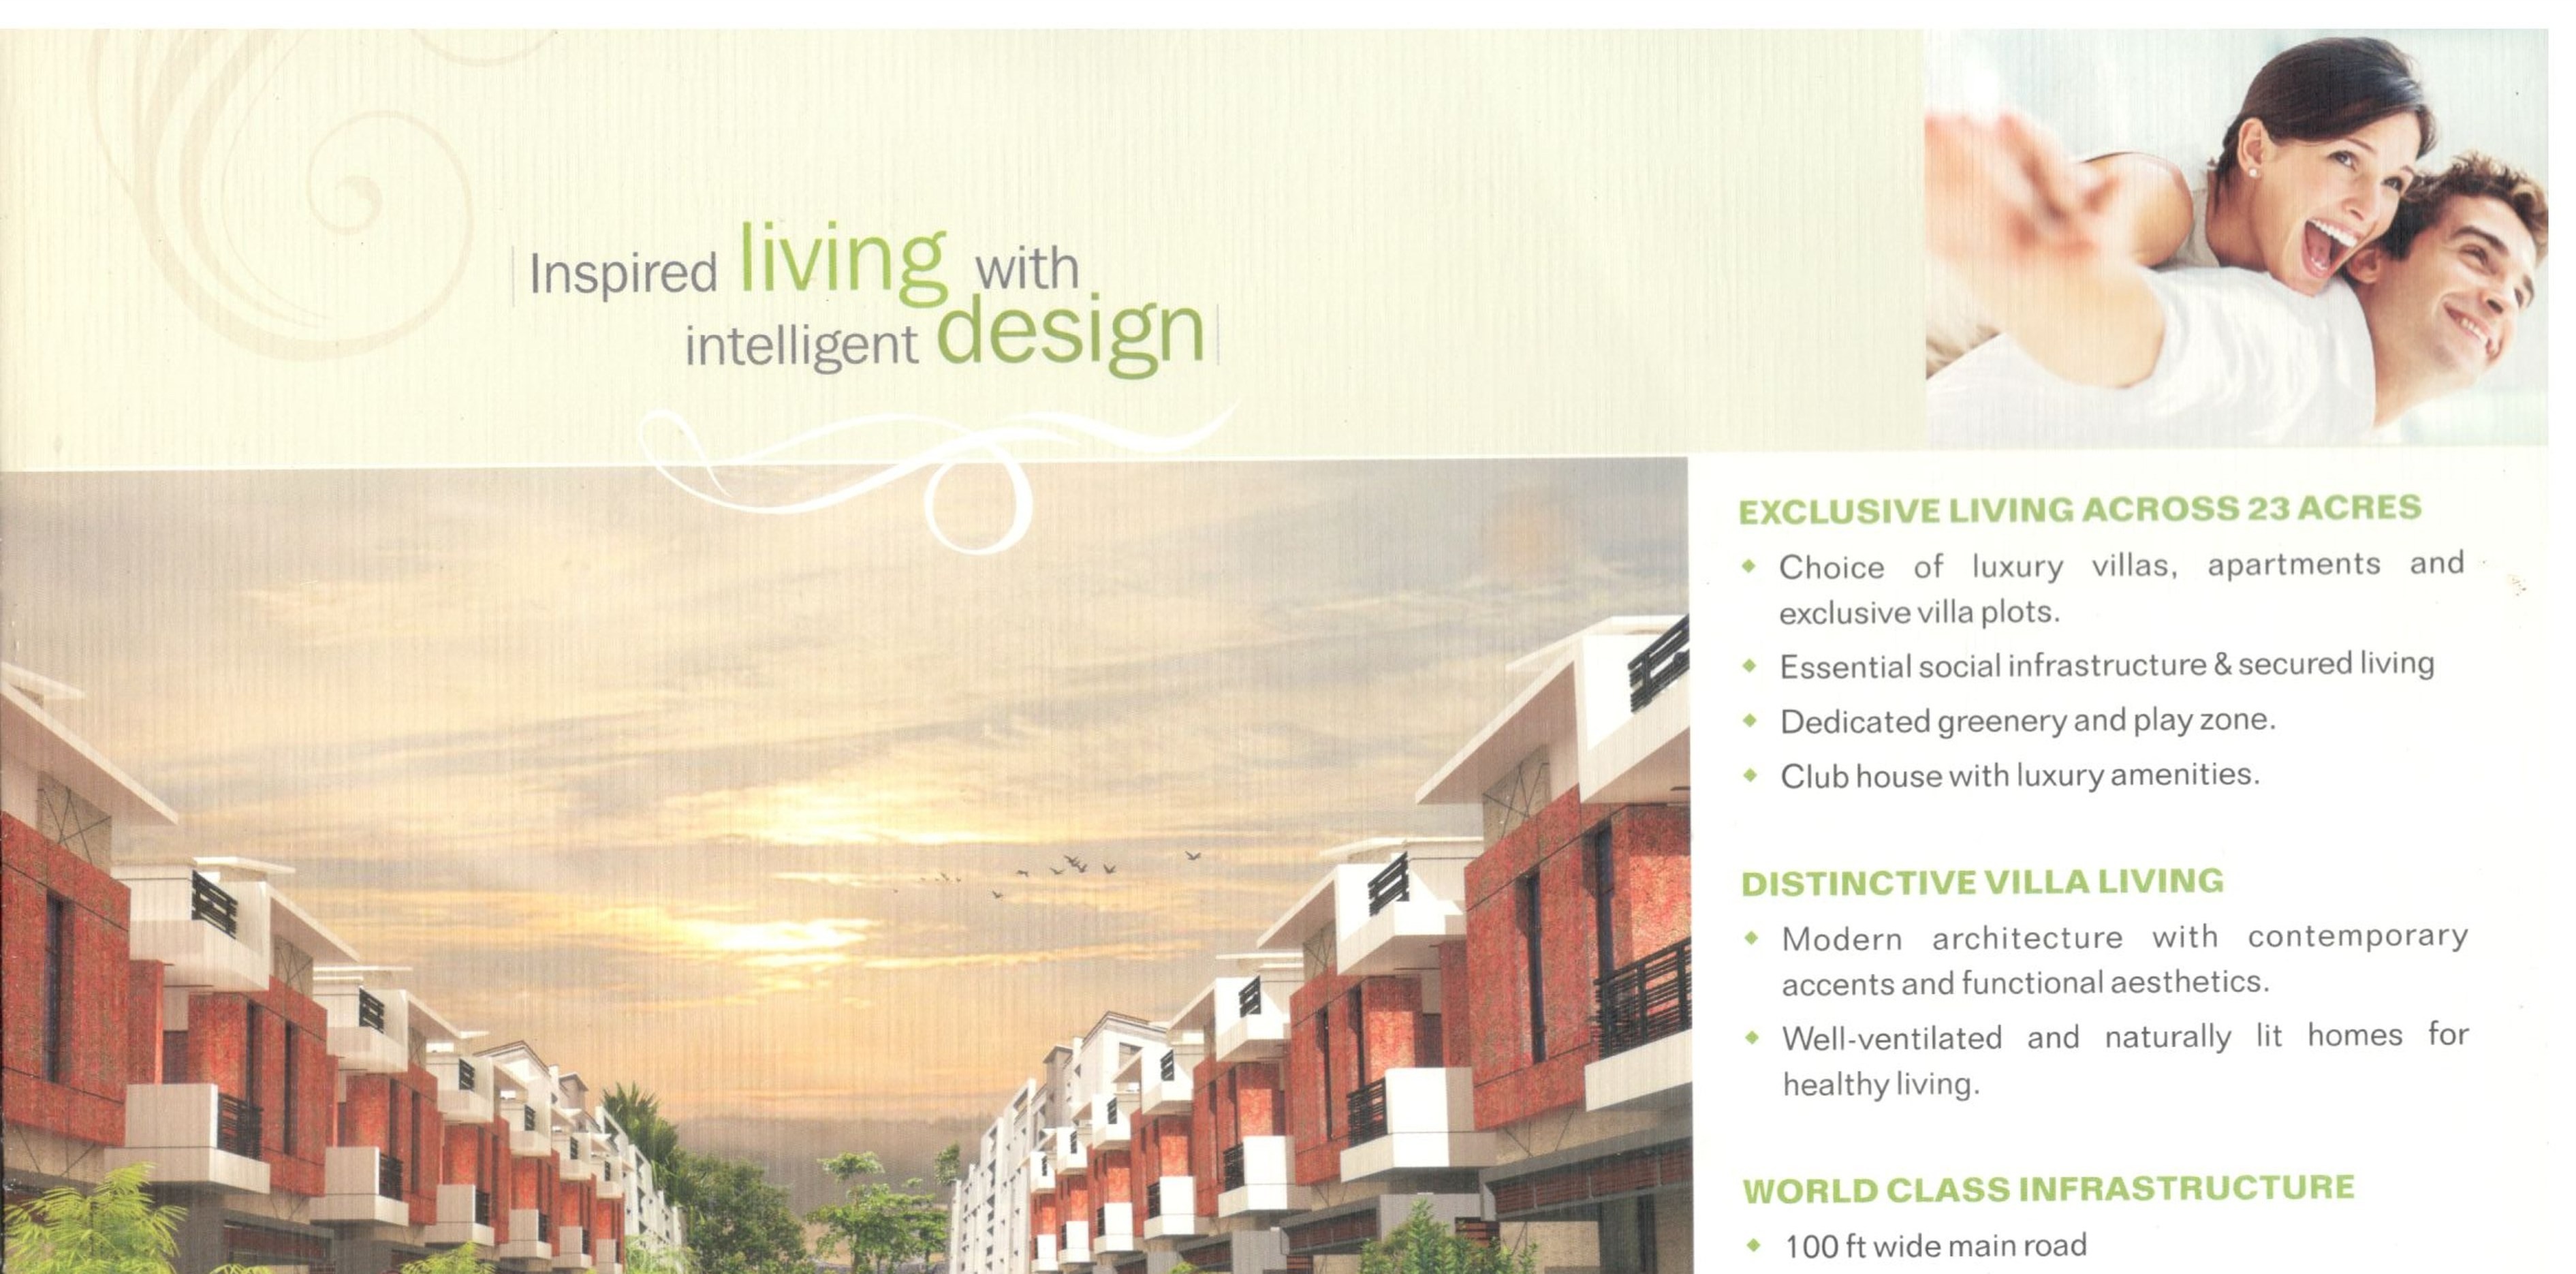 Inspired living with
intelligent design
EXCLUSIVE LIVING ACROSS 23 ACRES
Choice of luxury villas, apartments and
exclusive villa plots.
Essential social infrastructure & secured living
Dedicated greenery and play zone.
Club house with luxury amenities.
DISTINCTIVE VILLA LIVING
Modern architecture with contemporary
accents and functional aesthetics.
Well-ventilated and naturally lit homes for
healthy living.
WORLD CLASS INFRASTRUCTURE
100 ft wide main road